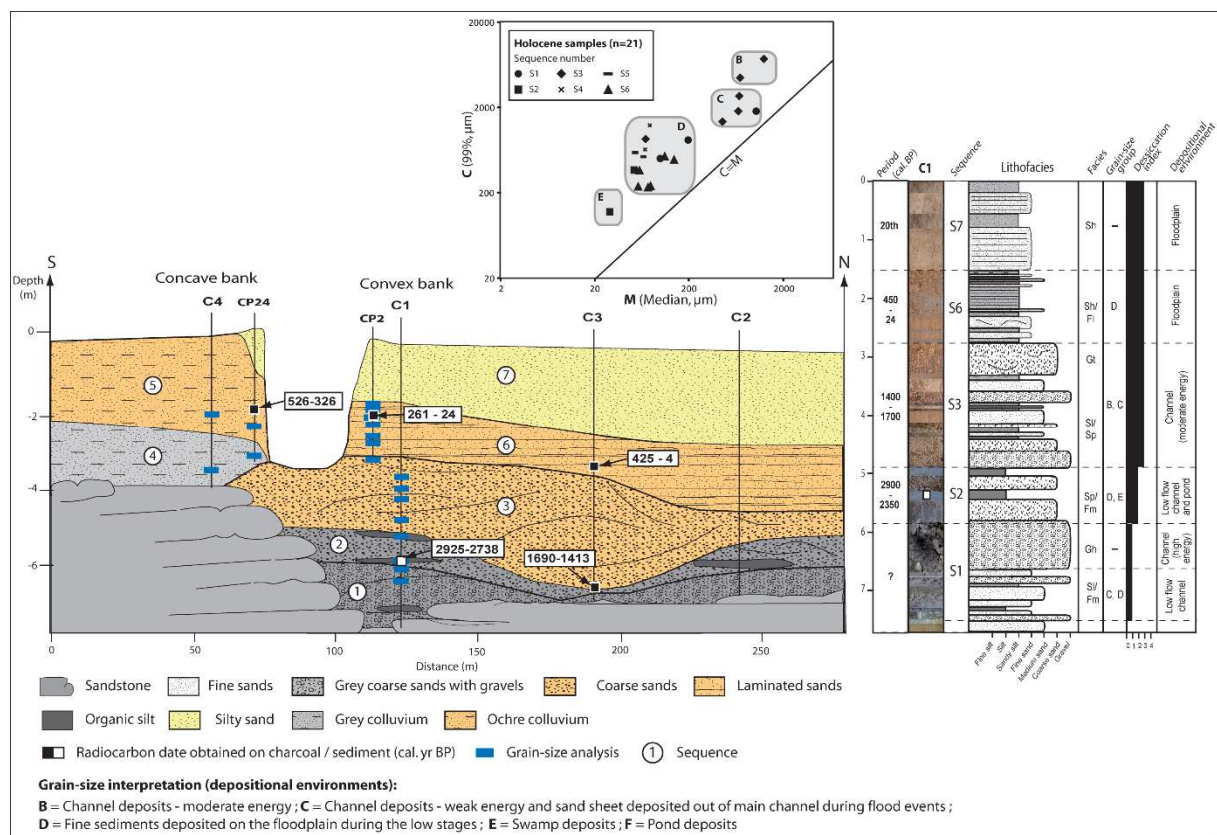 20000
2000
200
20
C (99%, µm)
2
20
200
2000
M (Median, µm)
Holocene samples (n=21)
Sequence number
S1 S3 S5
S2 S4 S6
B
C
D
E
C=M
S
N
Concave bank
Convex bank
Depth
(m)
C4
CP24
CP2
C1
C3
C2
0
-2
-4
-6
5
4
7
6
3
2
1
526-326
261 - 24
425 - 4
2925-2738
1690-1413
0 50 100 150 200 250
Distance (m)
Period
(cal. BP)
C1
Sequence
Lithofacies
Facies
Grain-size
group
Dessiccation
index
Depositional
environment
0
1
2
3
4
5
6
7
20th
S7
Sh
–
Floodplain
450
-
24
S6
Sh/
Fl
D
Floodplain
1400
-
1700
S3
Gt
Sl/
Sp
B, C
Channel
(moderate energy)
2900
-
2350
S2
Sp/
Fm
D, E
Low flow
channel
and pond
?
S1
Gh
–
Channel
(high
energy)
Sl/
Fm
C, D
Low flow
channel
Fine silt
Silt
Sandy silt
Fine sand
Medium sand
Coarse sand
Gravel
1 2 3 4
Sandstone
Fine sands
Grey coarse sands with gravels
Coarse sands
Laminated sands
Organic silt
Silty sand
Grey colluvium
Ochre colluvium
Radiocarbon date obtained on charcoal / sediment (cal. yr BP)
Grain-size analysis
1 Sequence
Grain-size interpretation (depositional environments):
B = Channel deposits - moderate energy ; C = Channel deposits - weak energy and sand sheet deposited out of main channel during flood events ;
D = Fine sediments deposited on the floodplain during the low stages ; E = Swamp deposits ; F = Pond deposits